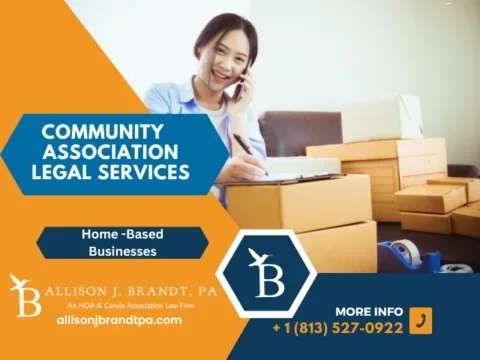 COMMUNITY
ASSOCIATION
LEGAL SERVICES
Home -Based
Businesses
B
ALLISON J. BRANDT, PA
An HOA & Condo Association Law Firm
allisonjbrandtpa.com
B
MORE INFO
+ 1 (813) 527-0922